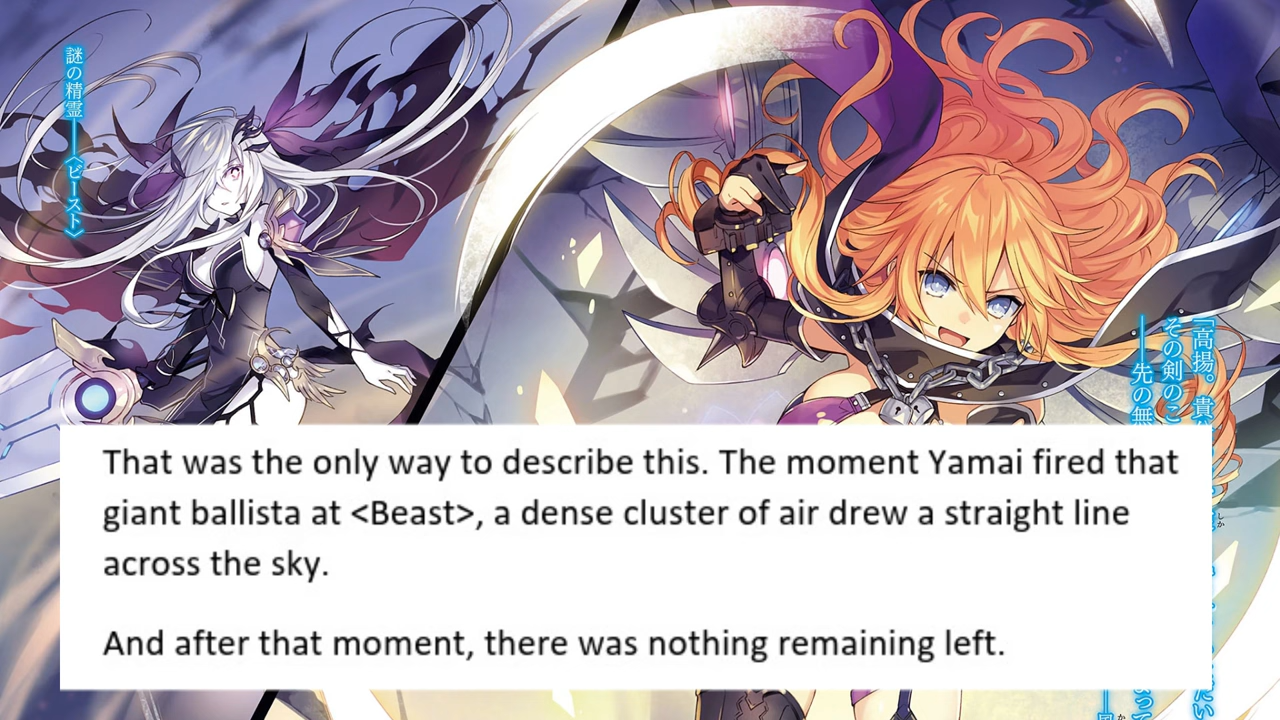 謎の精霊――〈ビースト〉
「高揚。貴
その剣のこ
――先の無
That was the only way to describe this. The moment Yamai fired that
giant ballista at <Beast>, a dense cluster of air drew a straight line
across the sky.
And after that moment, there was nothing remaining left.